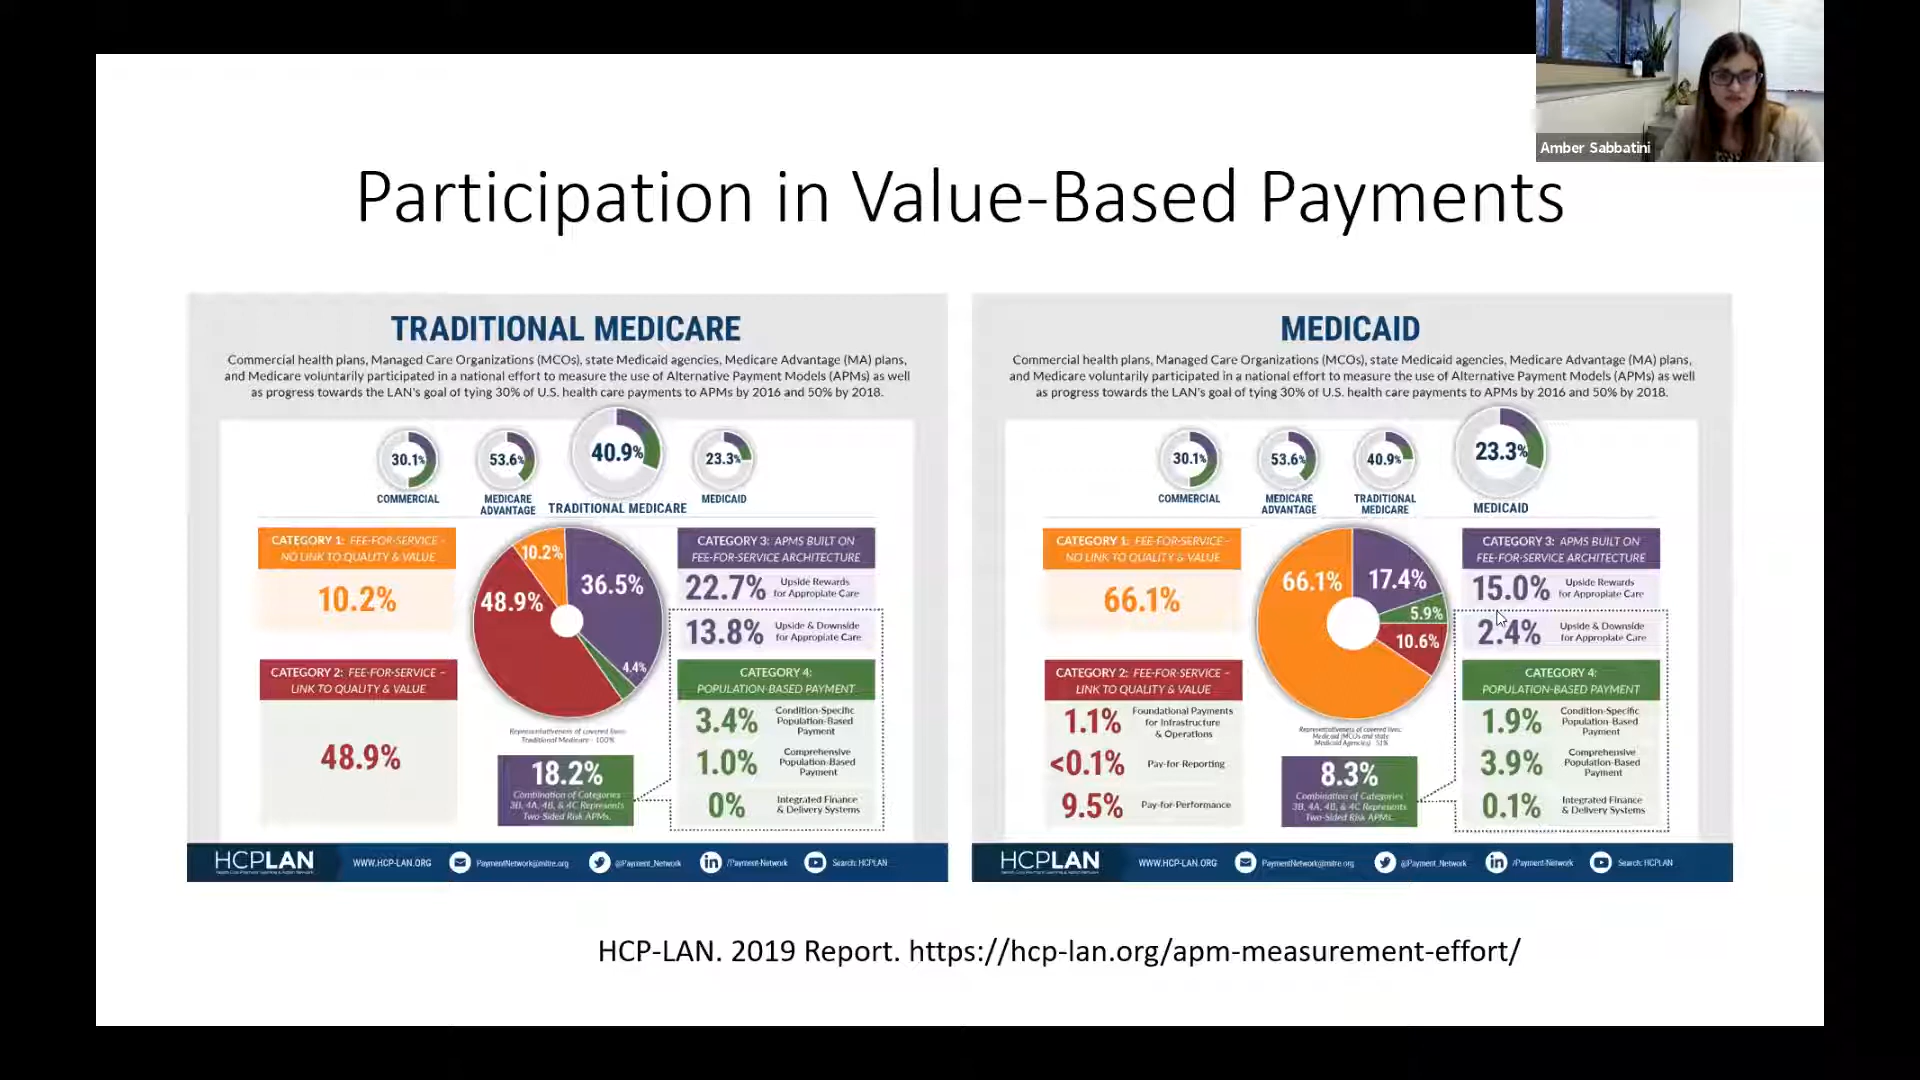 Amber Sabbatini
Participation in Value-Based Payments
TRADITIONAL MEDICARE
Commercial health plans, Managed Care Organizations (MCOs), state Medicaid agencies, Medicare Advantage (MA) plans,
and Medicare voluntarily participated in a national effort to measure the use of Alternative Payment Models (APMs) as well
as progress towards the LAN's goal of tying 30% of U.S. health care payments to APMs by 2016 and 50% by 2018.
30.1%
COMMERCIAL
53.6%
MEDICARE
ADVANTAGE
40.9%
TRADITIONAL MEDICARE
23.3%
MEDICAID
CATEGORY 1: FEE-FOR-SERVICE –
NO LINK TO QUALITY & VALUE
10.2%
CATEGORY 2: FEE-FOR-SERVICE –
LINK TO QUALITY & VALUE
48.9%
10.2%
36.5%
48.9%
4.4%
Representativeness of covered lives:
Traditional Medicare - 100%
18.2%
Combination of Categories
3B, 4A, 4B, & 4C Represents
Two-Sided Risk APMs.
CATEGORY 3: APMS BUILT ON
FEE-FOR-SERVICE ARCHITECTURE
22.7%
Upside Rewards
for Appropiate Care
13.8%
Upside & Downside
for Appropiate Care
CATEGORY 4:
POPULATION-BASED PAYMENT
3.4%
Condition-Specific
Population-Based
Payment
1.0%
Comprehensive
Population-Based
Payment
0%
Integrated Finance
& Delivery Systems
HCPLAN
Health Care Payment Learning & Action Network
WWW.HCP-LAN.ORG
PaymentNetwork@mitre.org
@Payment_Network
/Payment-Network
Search: HCPLAN
MEDICAID
Commercial health plans, Managed Care Organizations (MCOs), state Medicaid agencies, Medicare Advantage (MA) plans,
and Medicare voluntarily participated in a national effort to measure the use of Alternative Payment Models (APMs) as well
as progress towards the LAN's goal of tying 30% of U.S. health care payments to APMs by 2016 and 50% by 2018.
30.1%
COMMERCIAL
53.6%
MEDICARE
ADVANTAGE
40.9%
TRADITIONAL
MEDICARE
23.3%
MEDICAID
CATEGORY 1: FEE-FOR-SERVICE –
NO LINK TO QUALITY & VALUE
66.1%
CATEGORY 2: FEE-FOR-SERVICE –
LINK TO QUALITY & VALUE
1.1%
Foundational Payments
for Infrastructure
& Operations
<0.1%
Pay-for-Reporting
9.5%
Pay-for-Performance
66.1%
17.4%
5.9%
10.6%
Representativeness of covered lives:
Medicaid (MCOs and state
Medicaid Agencies) - 51%
8.3%
Combination of Categories
3B, 4A, 4B, & 4C Represents
Two-Sided Risk APMs.
CATEGORY 3: APMS BUILT ON
FEE-FOR-SERVICE ARCHITECTURE
15.0%
Upside Rewards
for Appropiate Care
2.4%
Upside & Downside
for Appropiate Care
CATEGORY 4:
POPULATION-BASED PAYMENT
1.9%
Condition-Specific
Population-Based
Payment
3.9%
Comprehensive
Population-Based
Payment
0.1%
Integrated Finance
& Delivery Systems
HCPLAN
Health Care Payment Learning & Action Network
WWW.HCP-LAN.ORG
PaymentNetwork@mitre.org
@Payment_Network
/Payment-Network
Search: HCPLAN
HCP-LAN. 2019 Report. https://hcp-lan.org/apm-measurement-effort/